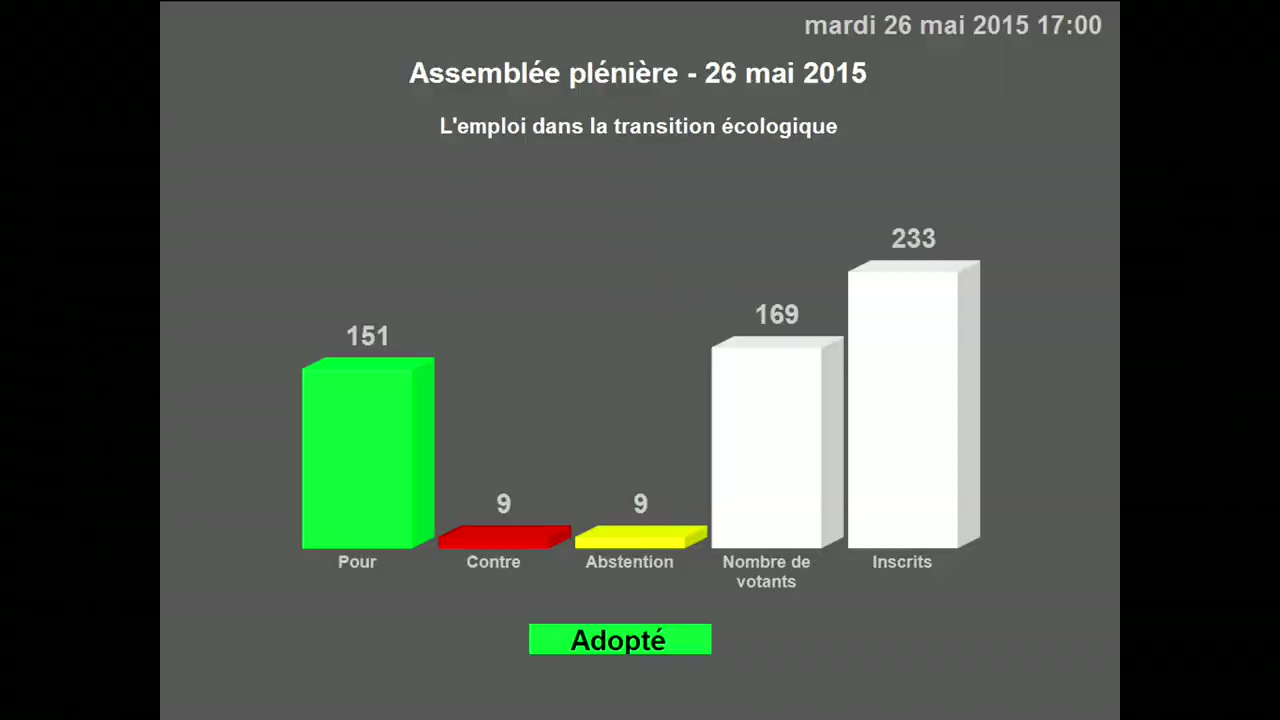 mardi 26 mai 2015 17:00
Assemblée plénière - 26 mai 2015
L'emploi dans la transition écologique
233
169
151
9
9
Pour
Contre
Abstention
Nombre de
votants
Inscrits
Adopté